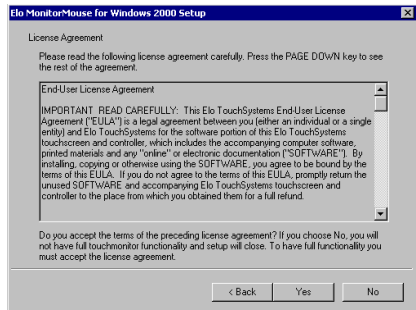 Elo MonitorMouse for Windows 2000 Setup
License Agreement
Please read the following license agreement carefully. Press the PAGE DOWN key to see
the rest of the agreement.
End-User License Agreement
IMPORTANT  READ CAREFULLY:  This Elo TouchSystems End-User License
Agreement ("EULA") is a legal agreement between you (either an individual or a single
entity) and Elo TouchSystems for the software portion of this Elo TouchSystems
touchscreen and controller, which includes the accompanying computer software,
printed materials and any "online" or electronic documentation ("SOFTWARE").  By
installing, copying or otherwise using the SOFTWARE, you agree to be bound by the
terms of this EULA.  If you do not agree to the terms of this EULA, promptly return the
unused SOFTWARE and accompanying Elo TouchSystems touchscreen and
controller to the place from which you obtained them for a full refund.
Do you accept the terms of the preceding license agreement? If you choose No, you will
not have full touchmonitor functionality and setup will close. To have full functionallity you
must accept the license agreement.
< Back
Yes
No